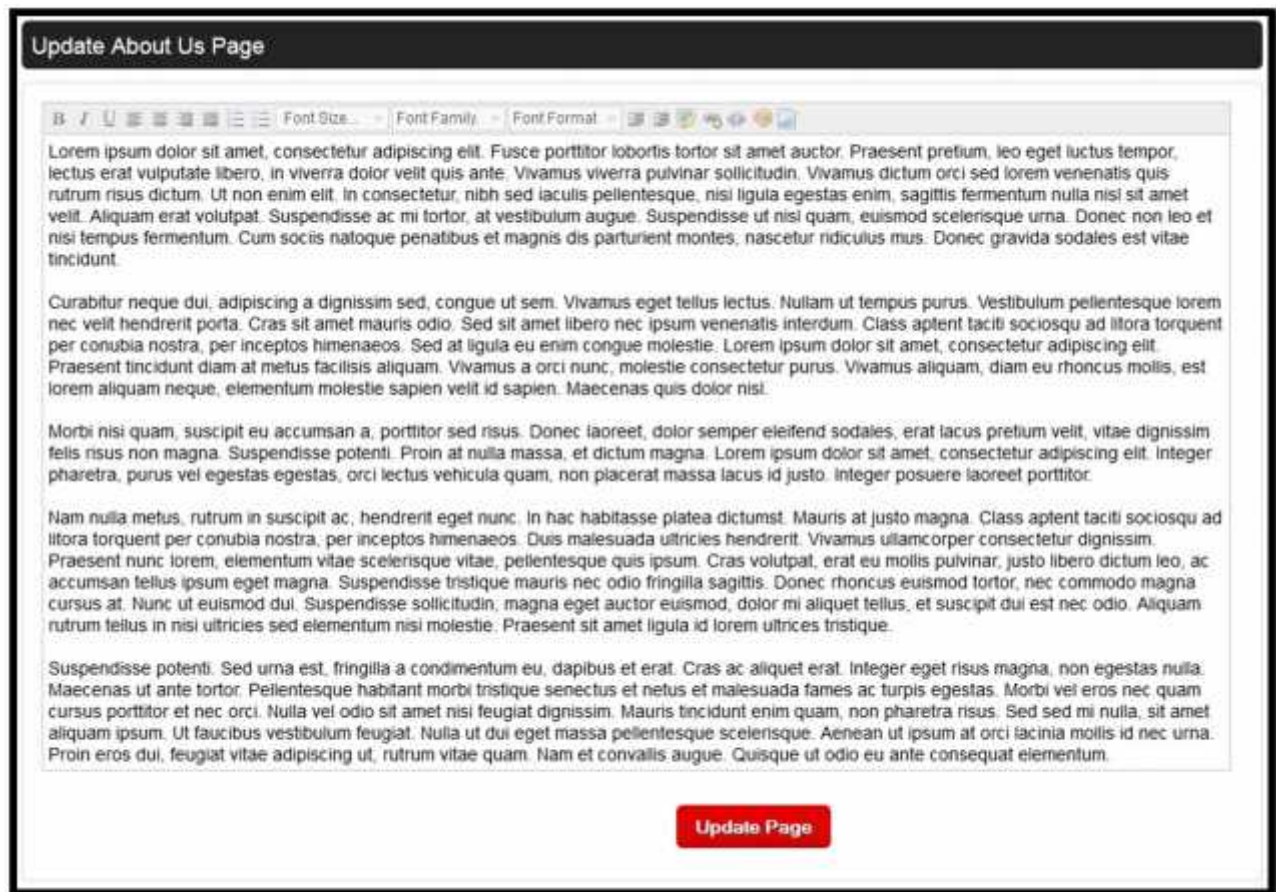 Update About Us Page
B I U Font Size... Font Family. Font Format
Lorem ipsum dolor sit amet, consectetur adipiscing elit. Fusce porttitor lobortis tortor sit amet auctor. Praesent pretium, leo eget luctus tempor,
lectus erat vulputate libero, in viverra dolor velit quis ante. Vivamus viverra pulvinar sollicitudin. Vivamus dictum orci sed lorem venenatis quis
rutrum risus dictum. Ut non enim elit. In consectetur, nibh sed iaculis pellentesque, nisi ligula egestas enim, sagittis fermentum nulla nisl sit amet
velit. Aliquam erat volutpat. Suspendisse ac mi tortor, at vestibulum augue. Suspendisse ut nisl quam, euismod scelerisque urna. Donec non leo et
nisi tempus fermentum. Cum sociis natoque penatibus et magnis dis parturient montes, nascetur ridiculus mus. Donec gravida sodales est vitae
tincidunt.
Curabitur neque dui, adipiscing a dignissim sed, congue ut sem. Vivamus eget tellus lectus. Nullam ut tempus purus. Vestibulum pellentesque lorem
nec velit hendrerit porta. Cras sit amet mauris odio. Sed sit amet libero nec ipsum venenatis interdum. Class aptent taciti sociosqu ad litora torquent
per conubia nostra, per inceptos himenaeos. Sed at ligula eu enim congue molestie. Lorem ipsum dolor sit amet, consectetur adipiscing elit.
Praesent tincidunt diam at metus facilisis aliquam. Vivamus a orci nunc, molestie consectetur purus. Vivamus aliquam, diam eu rhoncus mollis, est
lorem aliquam neque, elementum molestie sapien velit id sapien. Maecenas quis dolor nisl.
Morbi nisi quam, suscipit eu accumsan a, porttitor sed risus. Donec laoreet, dolor semper eleifend sodales, erat lacus pretium velit, vitae dignissim
felis risus non magna. Suspendisse potenti. Proin at nulla massa, et dictum magna. Lorem ipsum dolor sit amet, consectetur adipiscing elit. Integer
pharetra, purus vel egestas egestas, orci lectus vehicula quam, non placerat massa lacus id justo. Integer posuere laoreet porttitor.
Nam nulla metus, rutrum in suscipit ac, hendrerit eget nunc. In hac habitasse platea dictumst. Mauris at justo magna. Class aptent taciti sociosqu ad
litora torquent per conubia nostra, per inceptos himenaeos. Duis malesuada ultricies hendrerit. Vivamus ullamcorper consectetur dignissim.
Praesent nunc lorem, elementum vitae scelerisque vitae, pellentesque quis ipsum. Cras volutpat, erat eu mollis pulvinar, justo libero dictum leo, ac
accumsan tellus ipsum eget magna. Suspendisse tristique mauris nec odio fringilla sagittis. Donec rhoncus euismod tortor, nec commodo magna
cursus at. Nunc ut euismod dui. Suspendisse sollicitudin, magna eget auctor euismod, dolor mi aliquet tellus, et suscipit dui est nec odio. Aliquam
rutrum tellus in nisi ultricies sed elementum nisi molestie. Praesent sit amet ligula id lorem ultrices tristique.
Suspendisse potenti. Sed urna est, fringilla a condimentum eu, dapibus et erat. Cras ac aliquet erat. Integer eget risus magna, non egestas nulla.
Maecenas ut ante tortor. Pellentesque habitant morbi tristique senectus et netus et malesuada fames ac turpis egestas. Morbi vel eros nec quam
cursus porttitor et nec orci. Nulla vel odio sit amet nisi feugiat dignissim. Mauris tincidunt enim quam, non pharetra risus. Sed sed mi nulla, sit amet
aliquam ipsum. Ut faucibus vestibulum feugiat. Nulla ut dui eget massa pellentesque scelerisque. Aenean ut ipsum at orci lacinia mollis id nec urna.
Proin eros dui, feugiat vitae adipiscing ut, rutrum vitae quam. Nam et convallis augue. Quisque ut odio eu ante consequat elementum.
Update Page